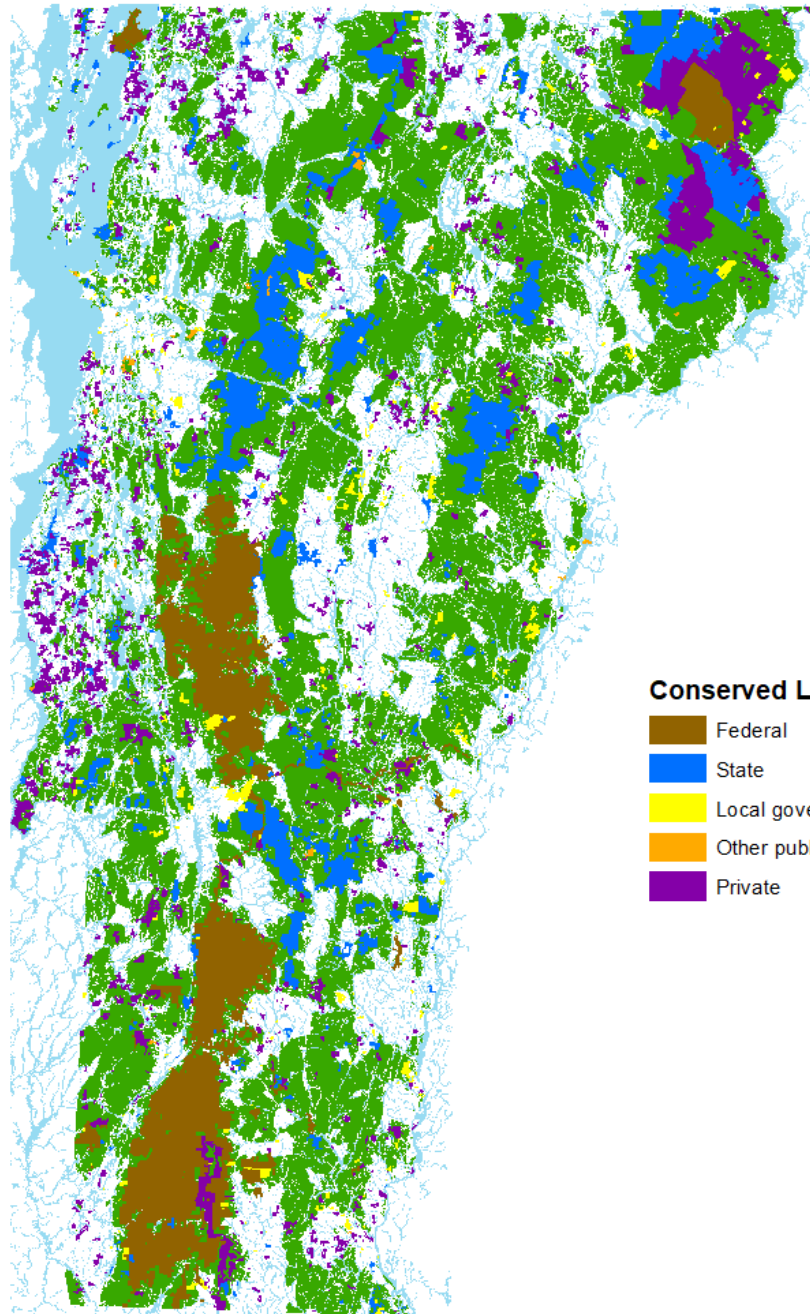 Conserved L
Federal
State
Local gove
Other publ
Private